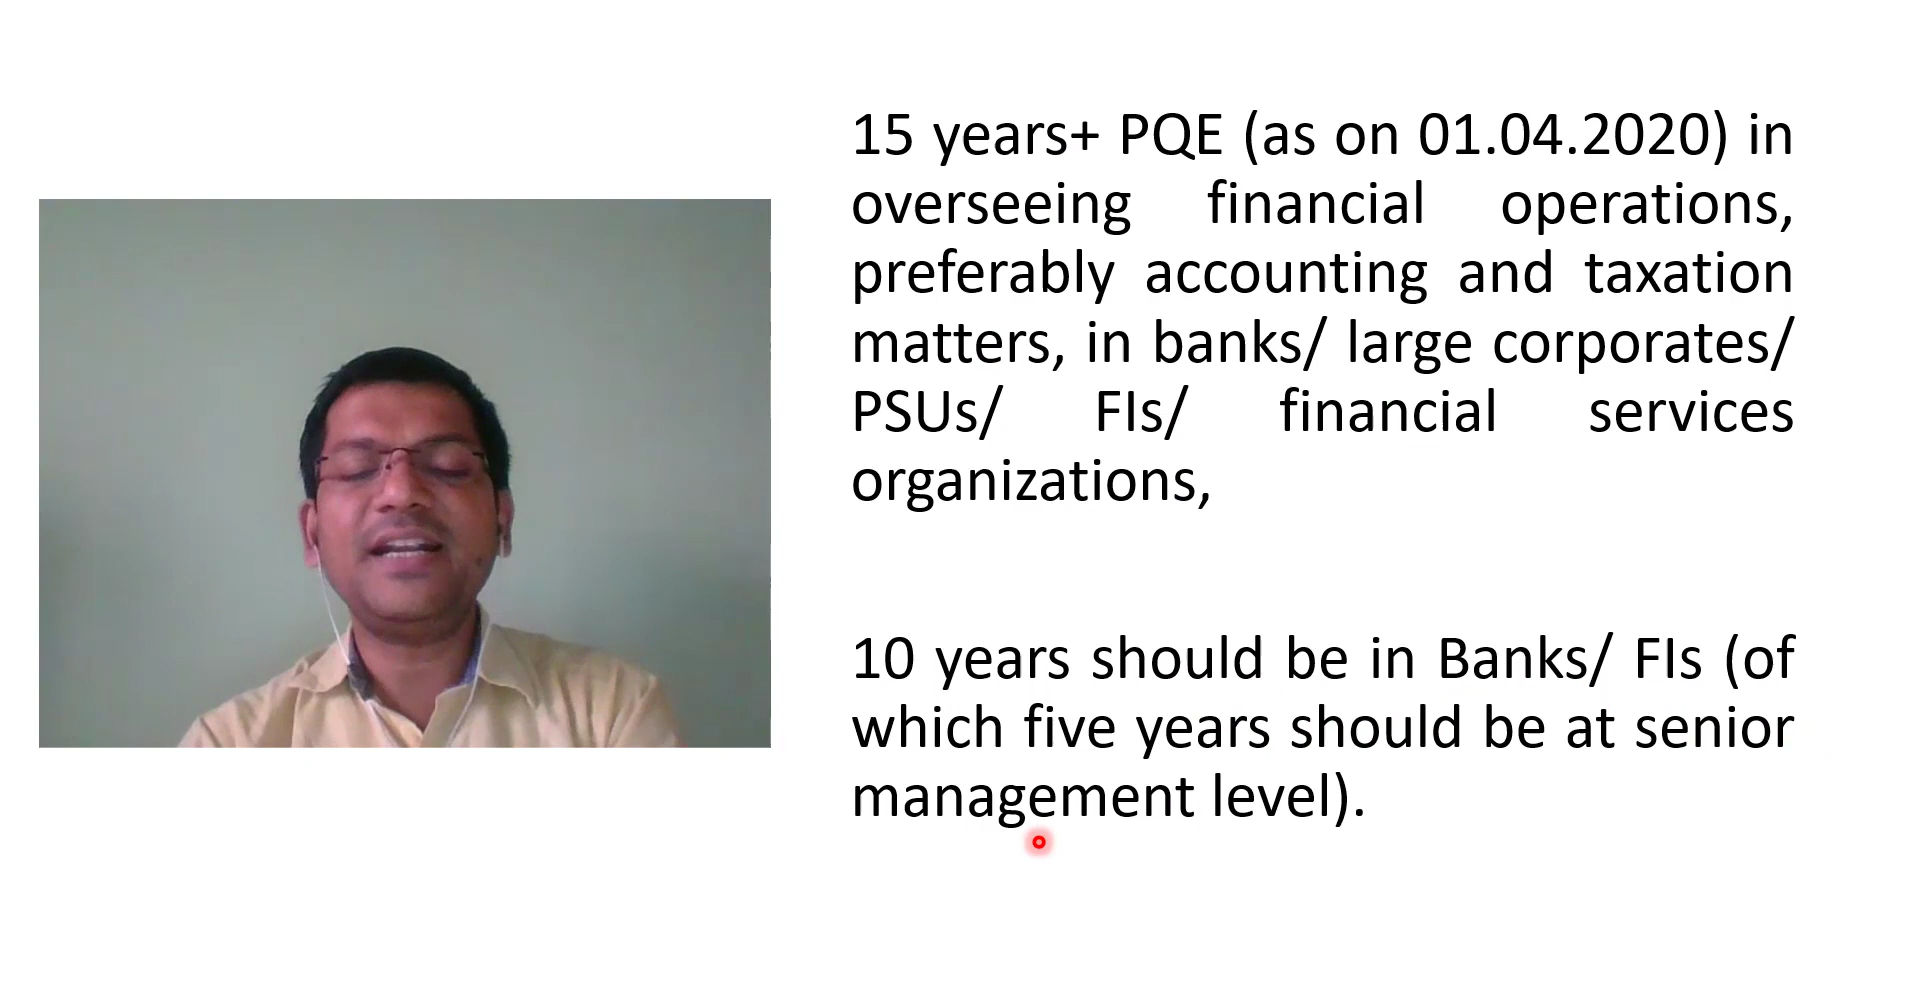 15 years+ PQE (as on 01.04.2020) in
overseeing financial operations,
preferably accounting and taxation
matters, in banks/ large corporates/
PSUs/ FIs/ financial services
organizations,
10 years should be in Banks/ FIs (of
which five years should be at senior
management level).